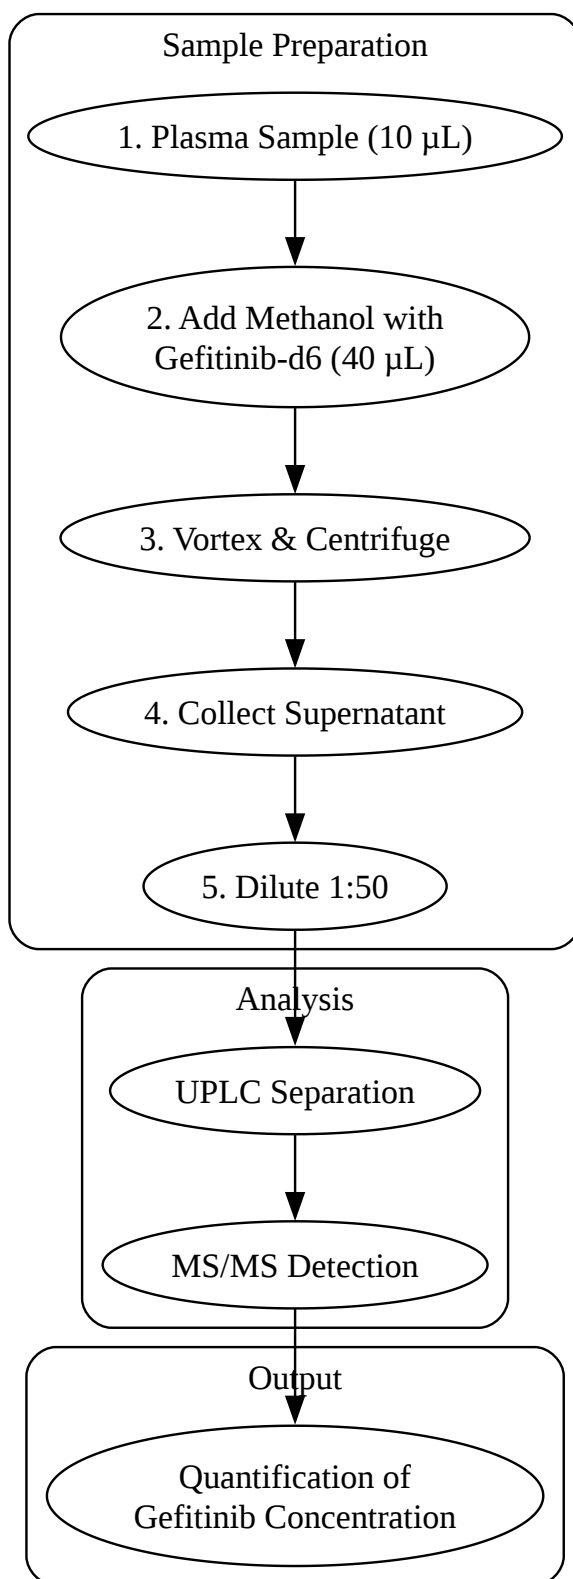 Sample Preparation
1. Plasma Sample (10 µL)
2. Add Methanol with
Gefitinib-d6 (40 µL)
3. Vortex & Centrifuge
4. Collect Supernatant
5. Dilute 1:50
Analysis
UPLC Separation
MS/MS Detection
Output
Quantification of
Gefitinib Concentration